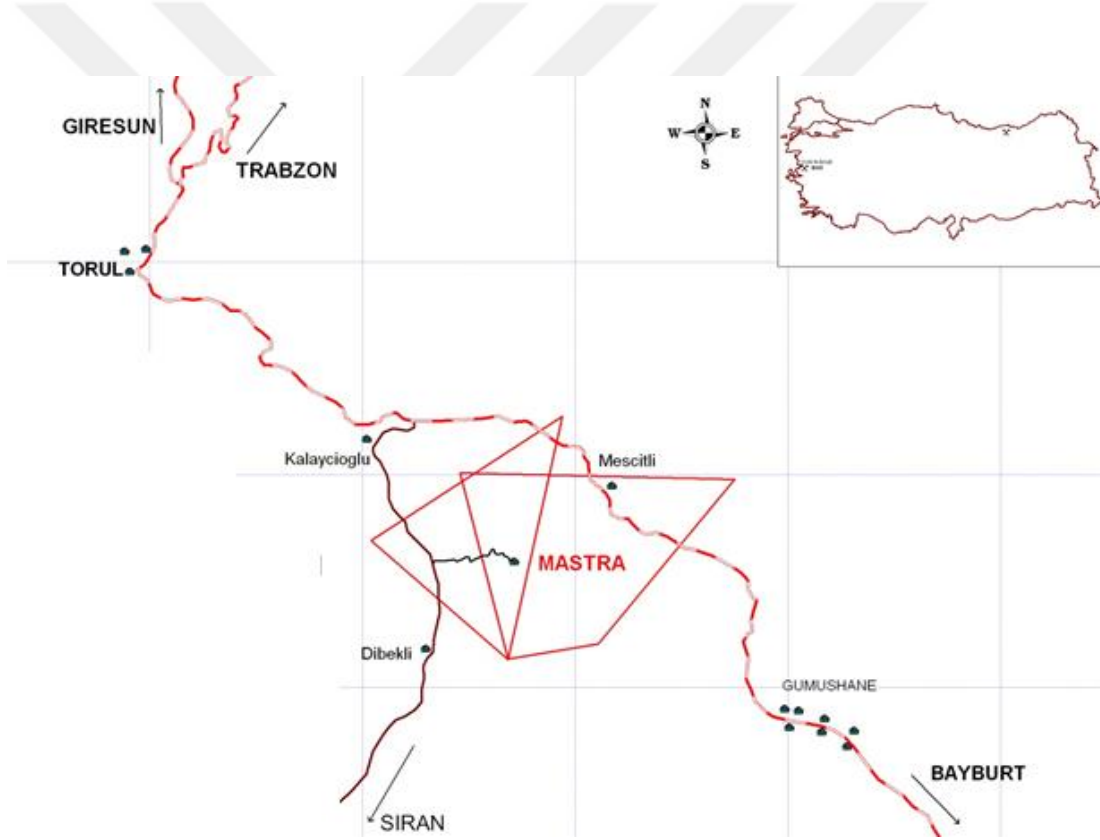 N
GIRESUN
W
E
TRABZON
S
TORUL
Kalaycioglu
Mescitli
MASTRA
Dibekli
GUMUSHANE
BAYBURT
SIRAN